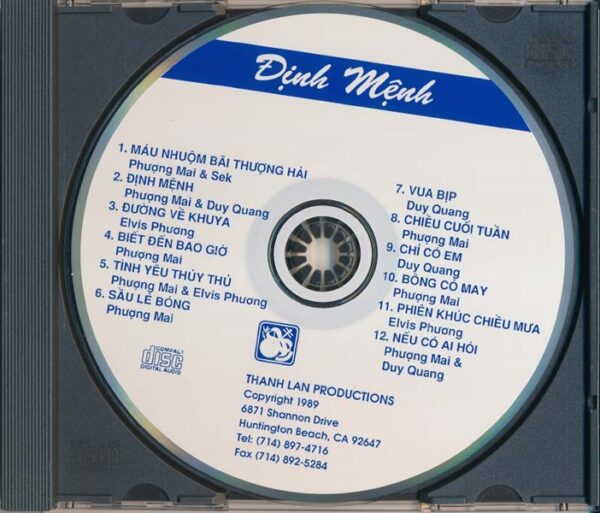 Định Mệnh
1. MÁU NHUỘM BÃI THƯỢNG HẢI
Phượng Mai & Sek
2. ĐỊNH MỆNH
Phượng Mai & Duy Quang
3. ĐƯỜNG VỀ KHUYA
Elvis Phương
4. BIẾT ĐẾN BAO GIỜ
Phượng Mai
5. TÌNH YÊU THỦY THỦ
Phượng Mai & Elvis Phương
6. SẦU LẺ BÓNG
Phượng Mai
7. VUA BỊP
Duy Quang
8. CHIỀU CUỐI TUẦN
Phượng Mai
9. CHỈ CÓ EM
Duy Quang
10. BÔNG CỎ MAY
Phượng Mai
11. PHIÊN KHÚC CHIỀU MƯA
Elvis Phương
12. NẾU CÓ AI HỎI
Phượng Mai &
Duy Quang
COMPACT
disc
DIGITAL AUDIO
THANH LAN PRODUCTIONS
Copyright 1989
6871 Shannon Drive
Huntington Beach, CA 92647
Tel: (714) 897-4716
Fax (714) 892-5284